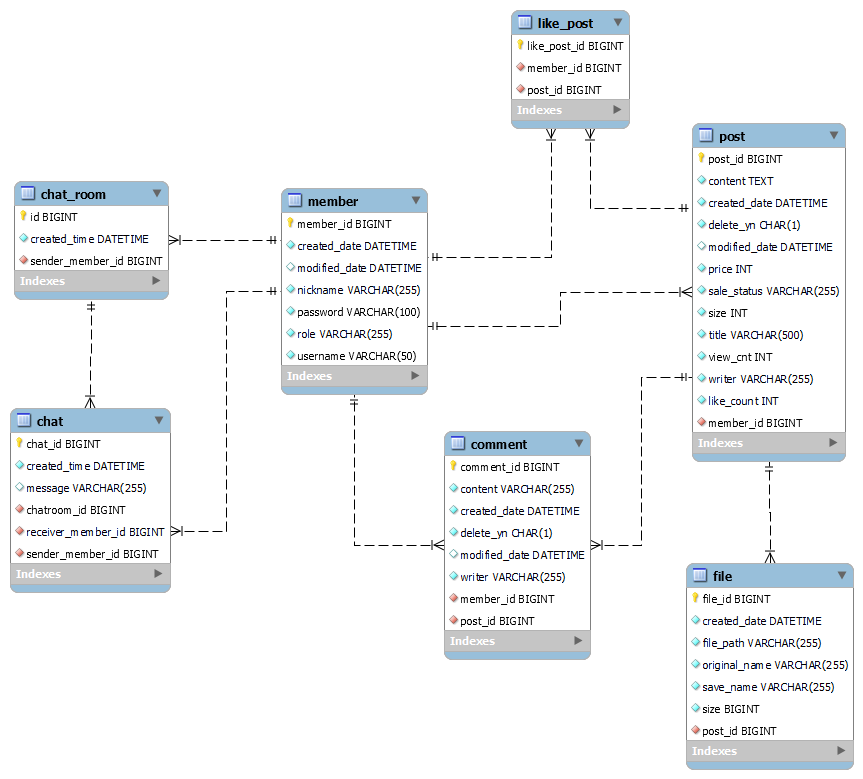 like_post
like_post_id BIGINT
member_id BIGINT
post_id BIGINT
Indexes
post
post_id BIGINT
content TEXT
created_date DATETIME
delete_yn CHAR(1)
modified_date DATETIME
price INT
sale_status VARCHAR(255)
size INT
title VARCHAR(500)
view_cnt INT
writer VARCHAR(255)
like_count INT
member_id BIGINT
Indexes
chat_room
id BIGINT
created_time DATETIME
sender_member_id BIGINT
Indexes
member
member_id BIGINT
created_date DATETIME
modified_date DATETIME
nickname VARCHAR(255)
password VARCHAR(100)
role VARCHAR(255)
username VARCHAR(50)
Indexes
chat
chat_id BIGINT
created_time DATETIME
message VARCHAR(255)
chatroom_id BIGINT
receiver_member_id BIGINT
sender_member_id BIGINT
Indexes
comment
comment_id BIGINT
content VARCHAR(255)
created_date DATETIME
delete_yn CHAR(1)
modified_date DATETIME
writer VARCHAR(255)
member_id BIGINT
post_id BIGINT
Indexes
file
file_id BIGINT
created_date DATETIME
file_path VARCHAR(255)
original_name VARCHAR(255)
save_name VARCHAR(255)
size BIGINT
post_id BIGINT
Indexes